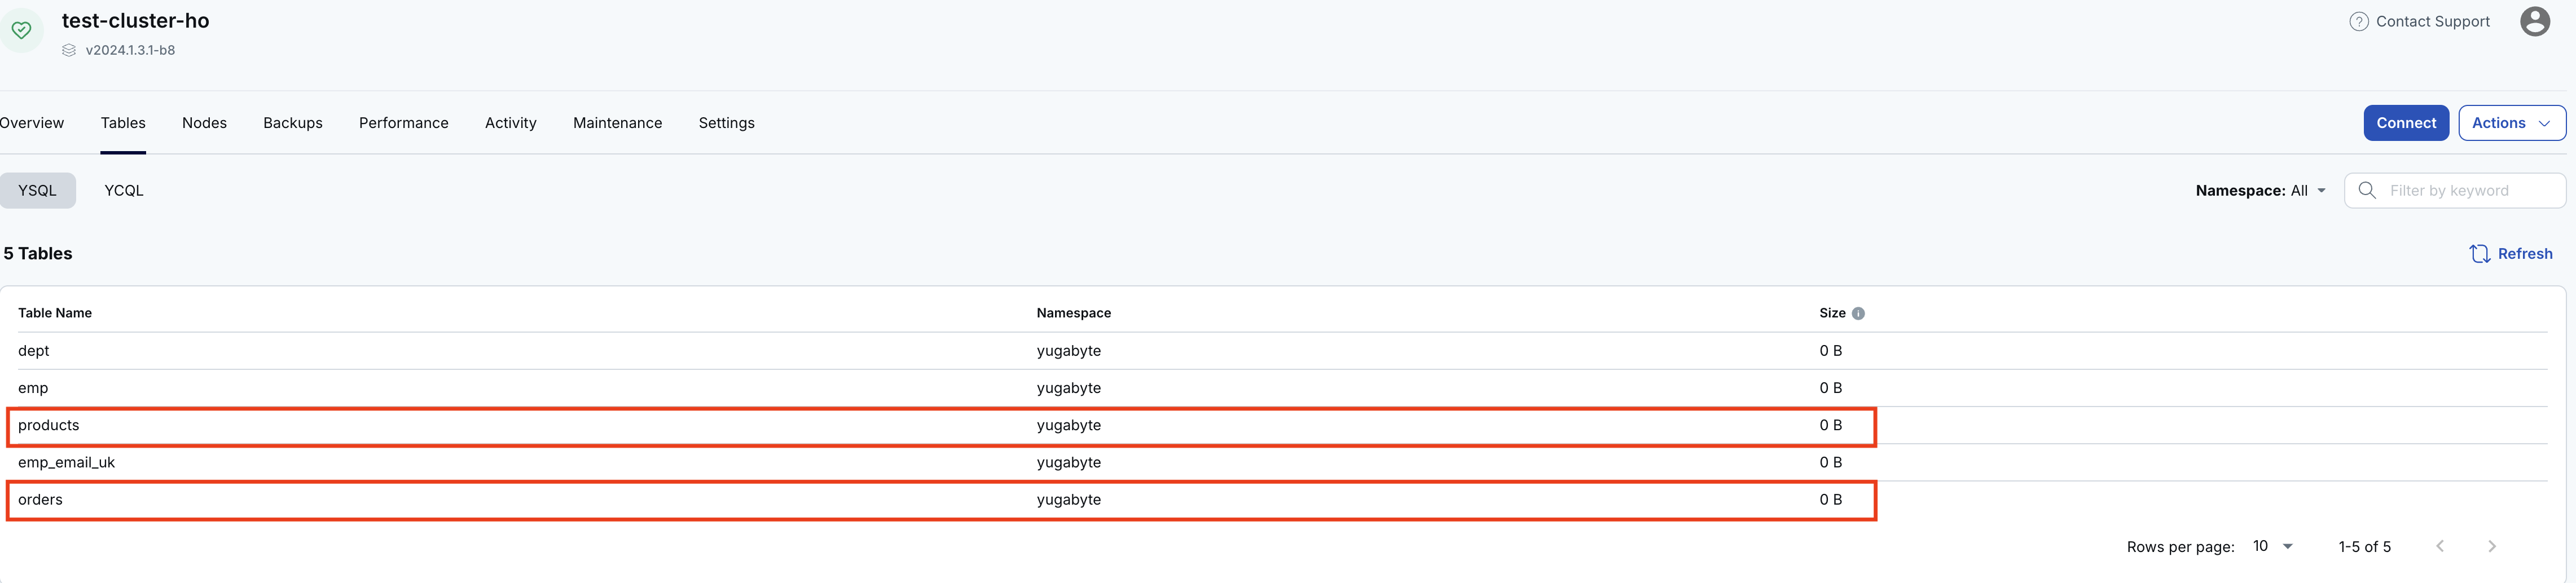 test-cluster-ho
v2024.1.3.1-b8
Contact Support
Overview Tables Nodes Backups Performance Activity Maintenance Settings Connect Actions
YSQL YCQL Namespace: All Filter by keyword
5 Tables Refresh
Table Name Namespace Size
dept yugabyte 0 B
emp yugabyte 0 B
products yugabyte 0 B
emp_email_uk yugabyte 0 B
orders yugabyte 0 B
Rows per page: 10 1-5 of 5